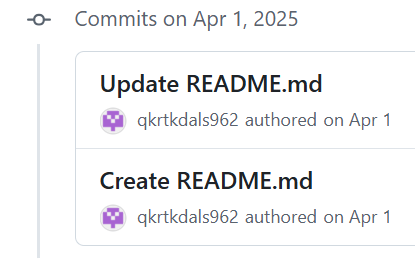 Commits on Apr 1, 2025
Update README.md
qkrtkdals962 authored on Apr 1
Create README.md
qkrtkdals962 authored on Apr 1